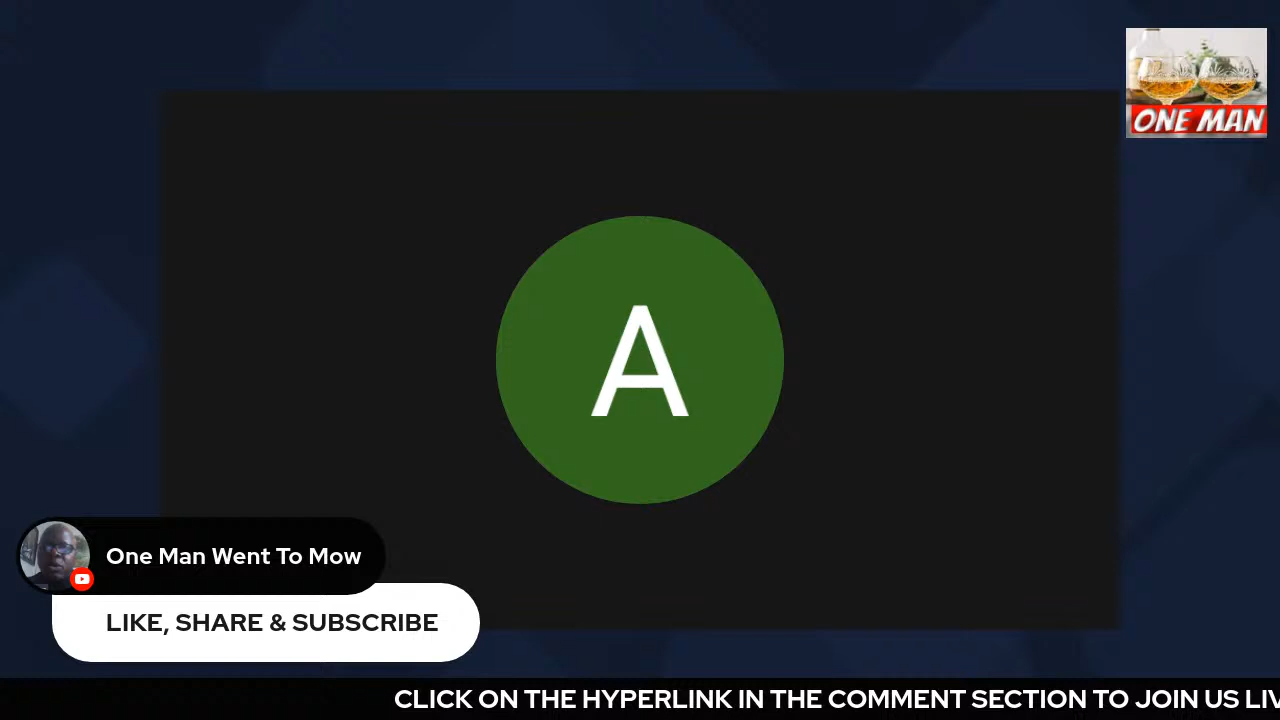 ONE MAN
A
One Man Went To Mow
LIKE, SHARE & SUBSCRIBE
CLICK ON THE HYPERLINK IN THE COMMENT SECTION TO JOIN US LIV